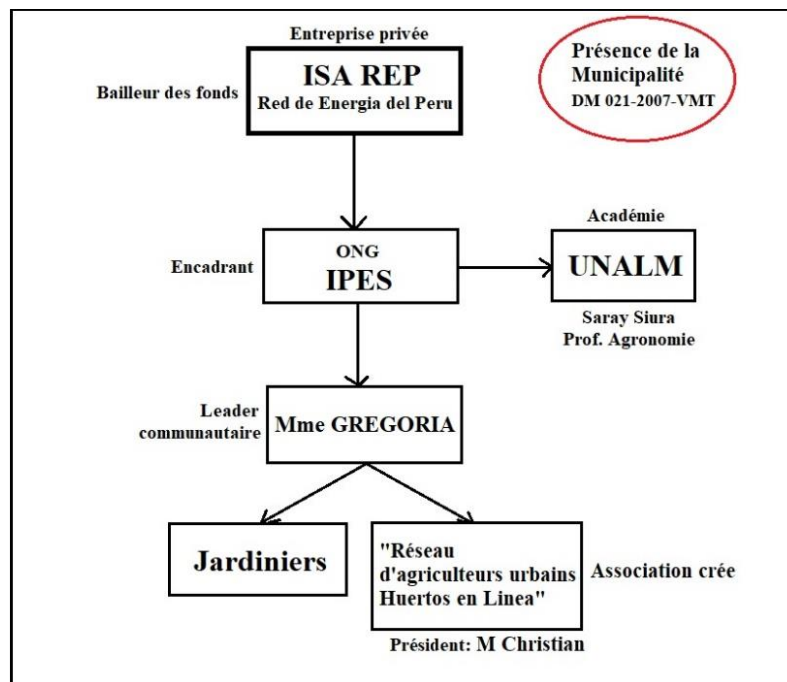 Entreprise privée
Bailleur des fonds
ISA REP
Red de Energia del Peru
Présence de la
Municipalité
DM 021-2007-VMT
Encadrant
ONG
IPES
Académie
UNALM
Saray Siura
Prof. Agronomie
Leader
communautaire
Mme GREGORIA
Jardiniers
"Réseau
d'agriculteurs urbains
Huertos en Linea"
Association crée
Président: M Christian